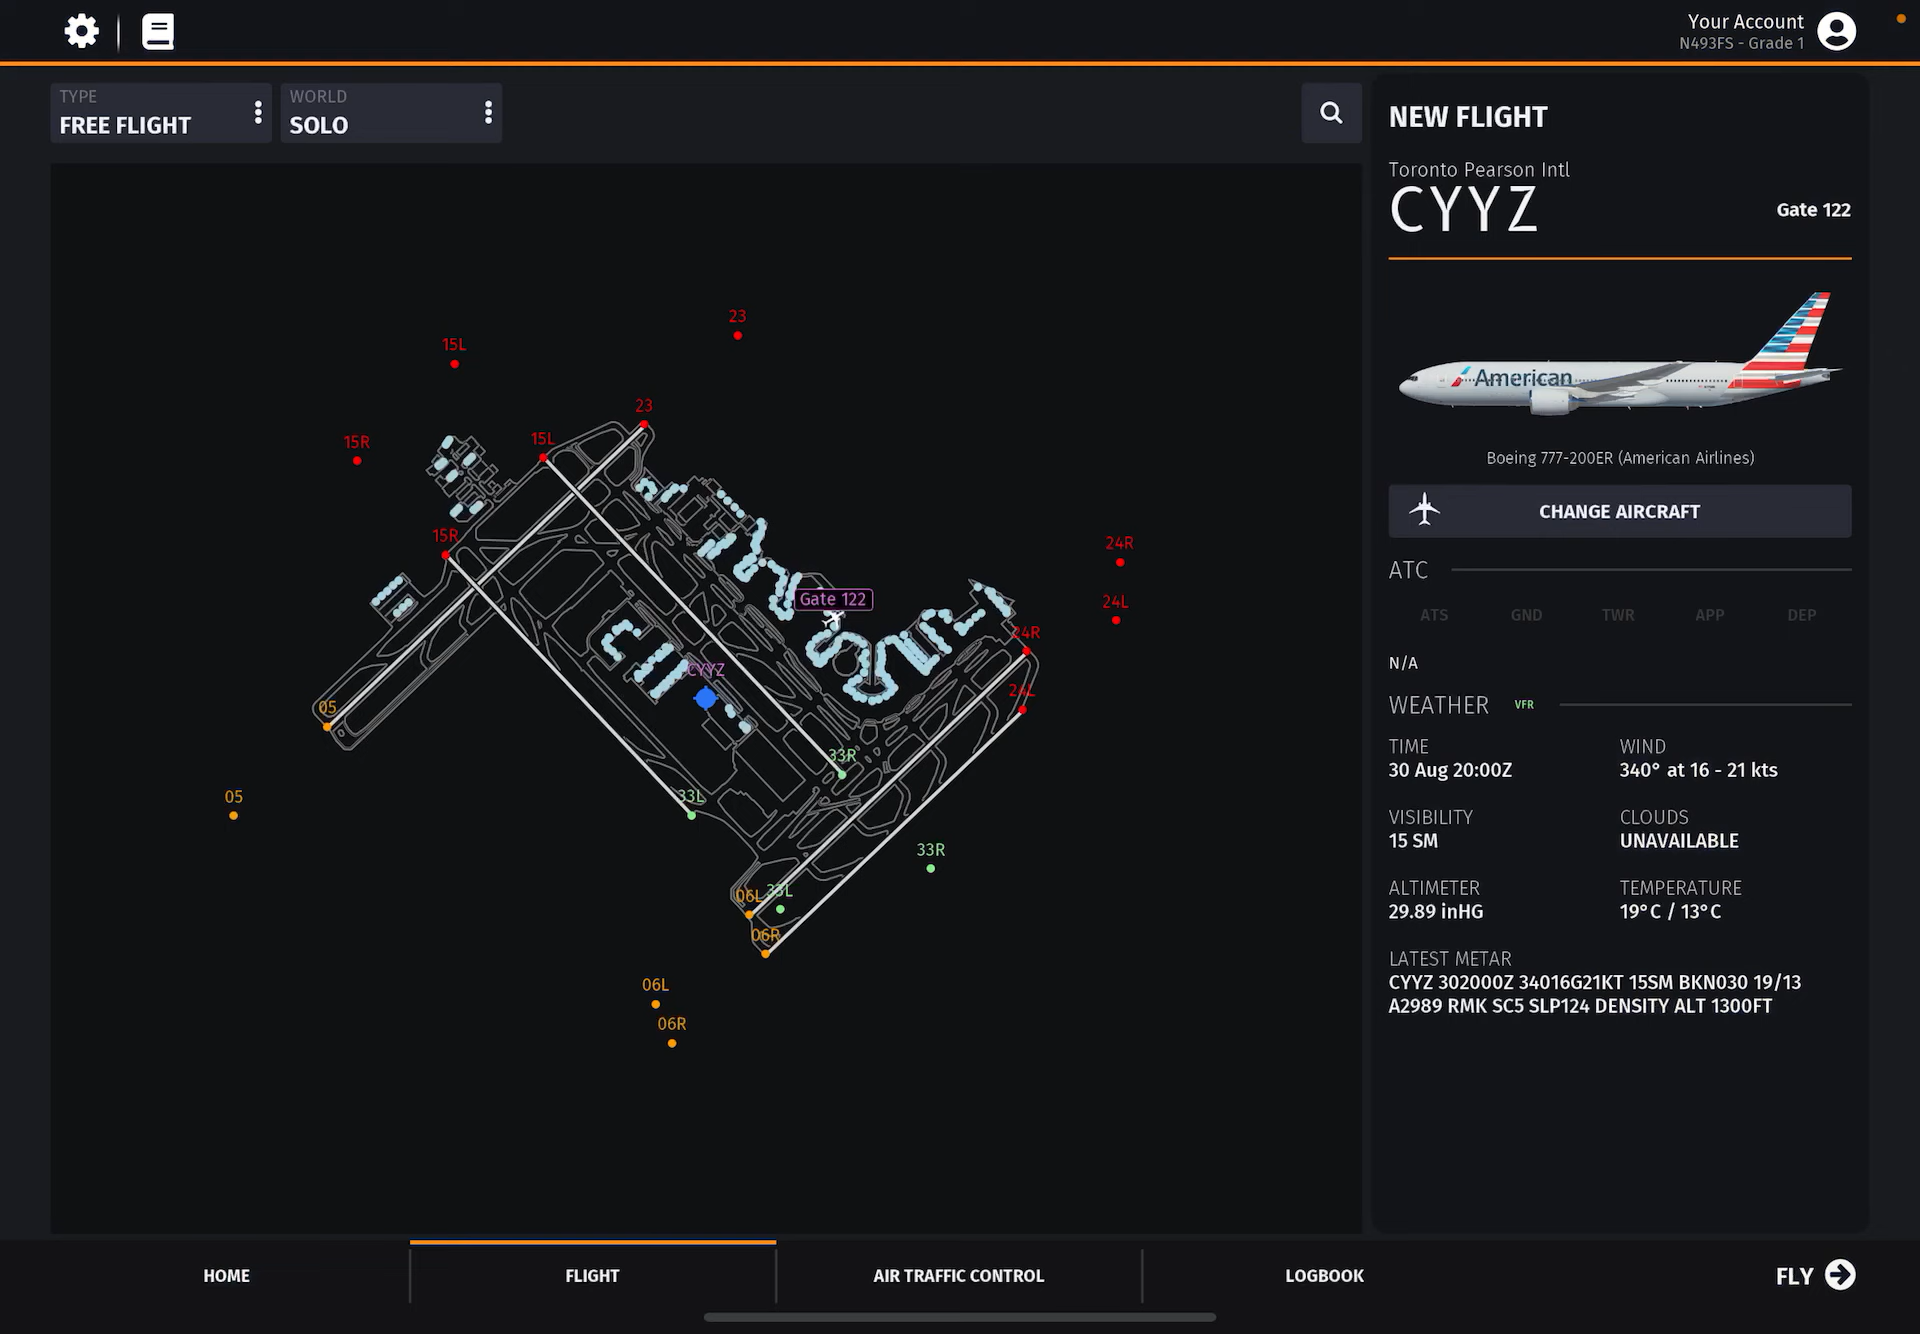 Your Account
N493FS - Grade 1
TYPE
FREE FLIGHT
WORLD
SOLO
NEW FLIGHT
Toronto Pearson Intl
CYYZ
Gate 122
American
Boeing 777-200ER (American Airlines)
CHANGE AIRCRAFT
ATC
ATS GND TWR APP DEP
N/A
WEATHER VFR
TIME
30 Aug 20:00Z
WIND
340° at 16 - 21 kts
VISIBILITY
15 SM
CLOUDS
UNAVAILABLE
ALTIMETER
29.89 inHG
TEMPERATURE
19°C / 13°C
LATEST METAR
CYYZ 302000Z 34016G21KT 15SM BKN030 19/13
A2989 RMK SC5 SLP124 DENSITY ALT 1300FT
23
15L
23
15R
15L
15R
24R
Gate 122
24L
24R
CYYZ
24L
05
33R
05
33L
33R
06L
33L
06R
06L
06R
HOME
FLIGHT
AIR TRAFFIC CONTROL
LOGBOOK
FLY